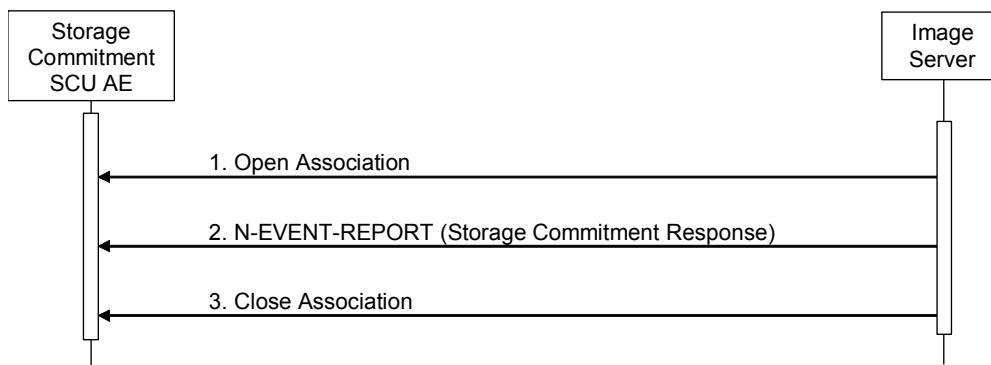 Storage
Commitment
SCU AE
Image
Server
1. Open Association
2. N-EVENT-REPORT (Storage Commitment Response)
3. Close Association